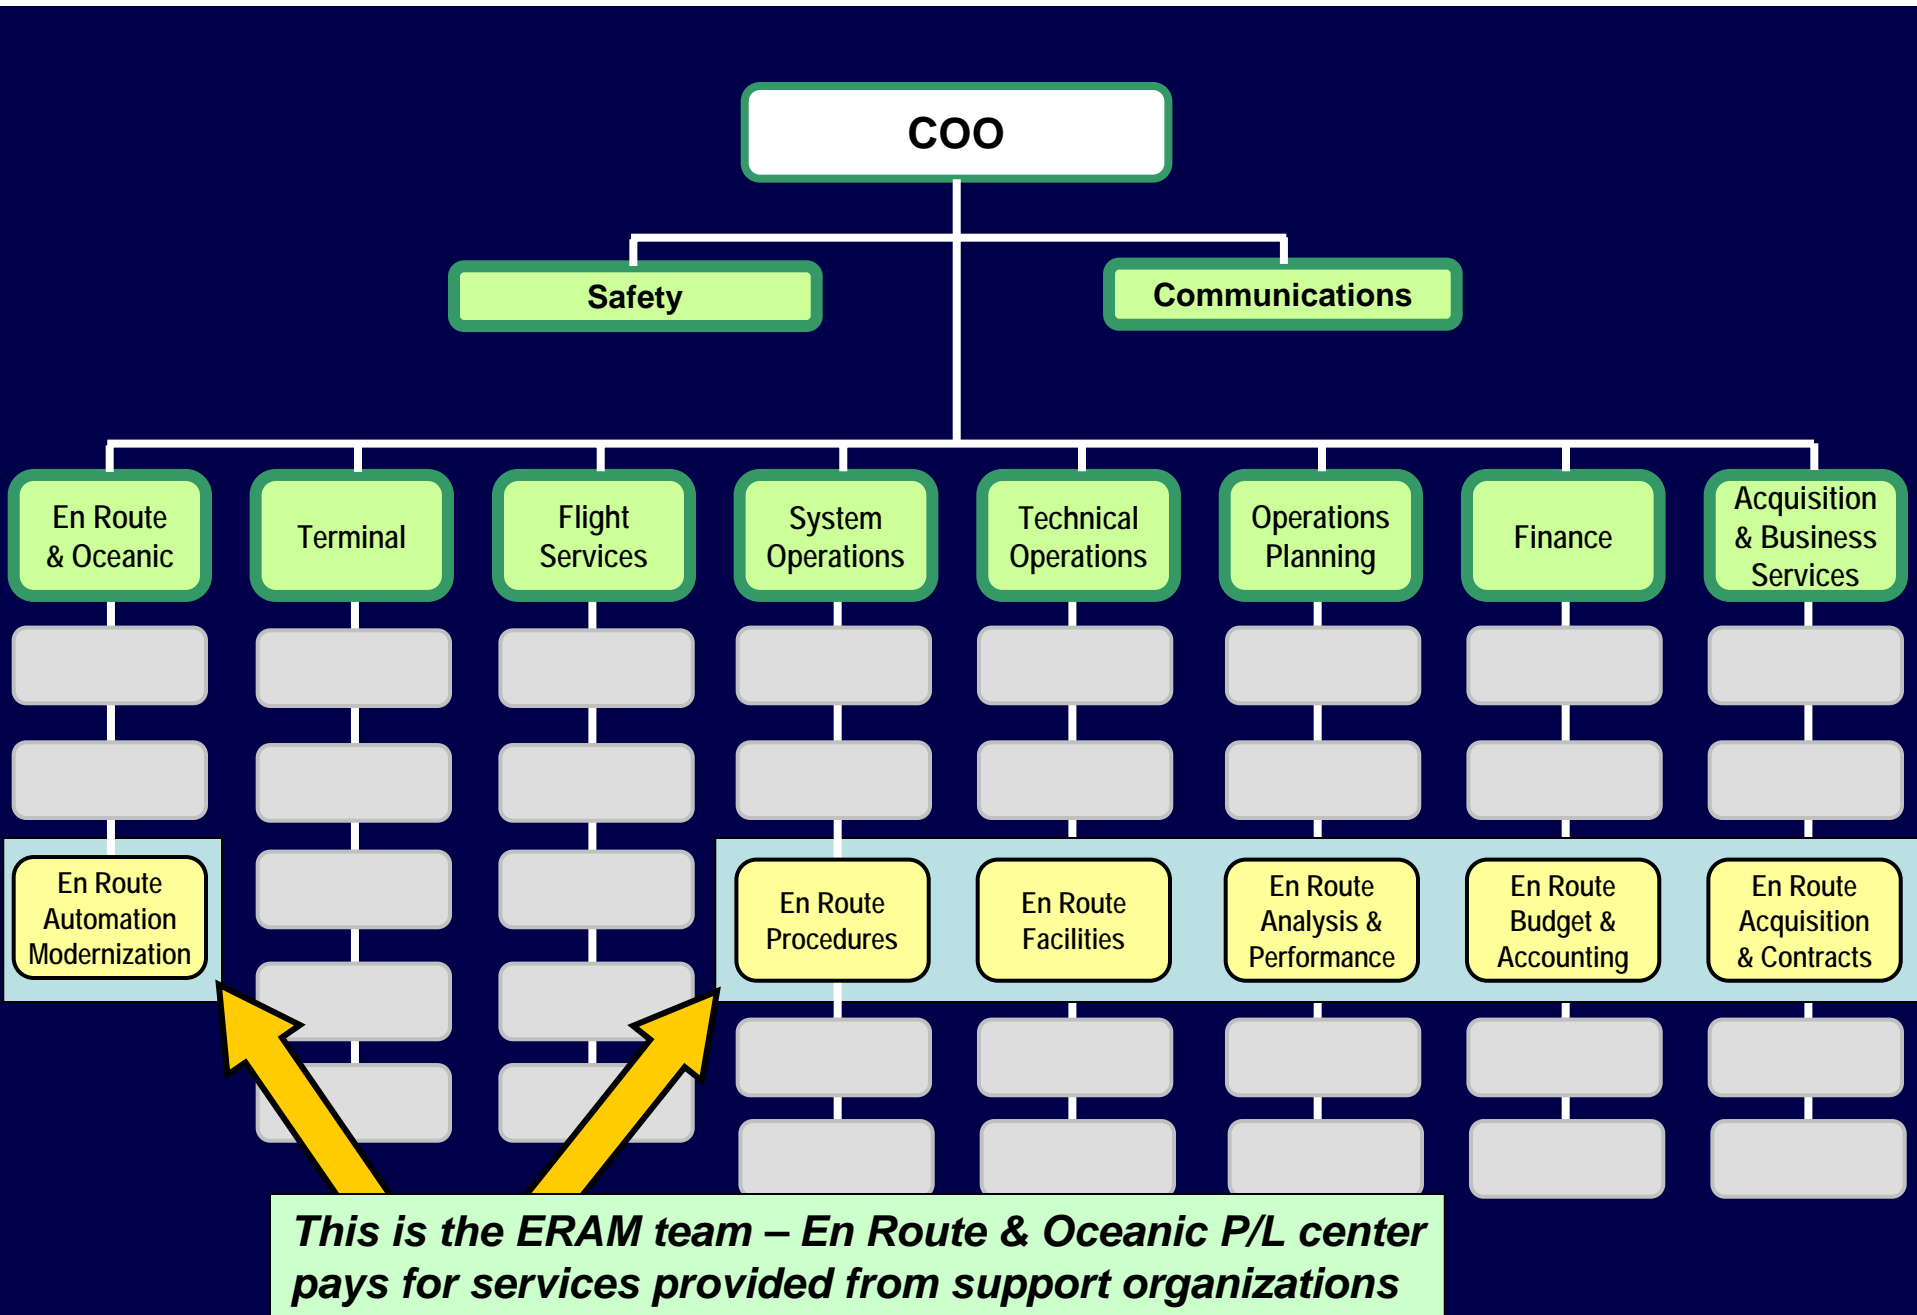 COO
Safety
Communications
En Route
& Oceanic
Terminal
Flight
Services
System
Operations
Technical
Operations
Operations
Planning
Finance
Acquisition
& Business
Services
En Route
Automation
Modernization
En Route
Procedures
En Route
Facilities
En Route
Analysis &
Performance
En Route
Budget &
Accounting
En Route
Acquisition
& Contracts
This is the ERAM team – En Route & Oceanic P/L center
pays for services provided from support organizations